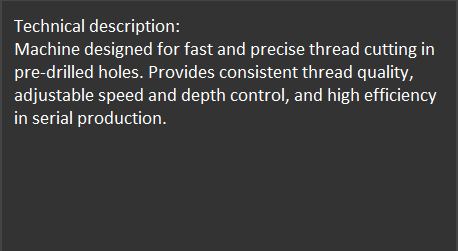 Technical description:
Machine designed for fast and precise thread cutting in
pre-drilled holes. Provides consistent thread quality,
adjustable speed and depth control, and high efficiency
in serial production.